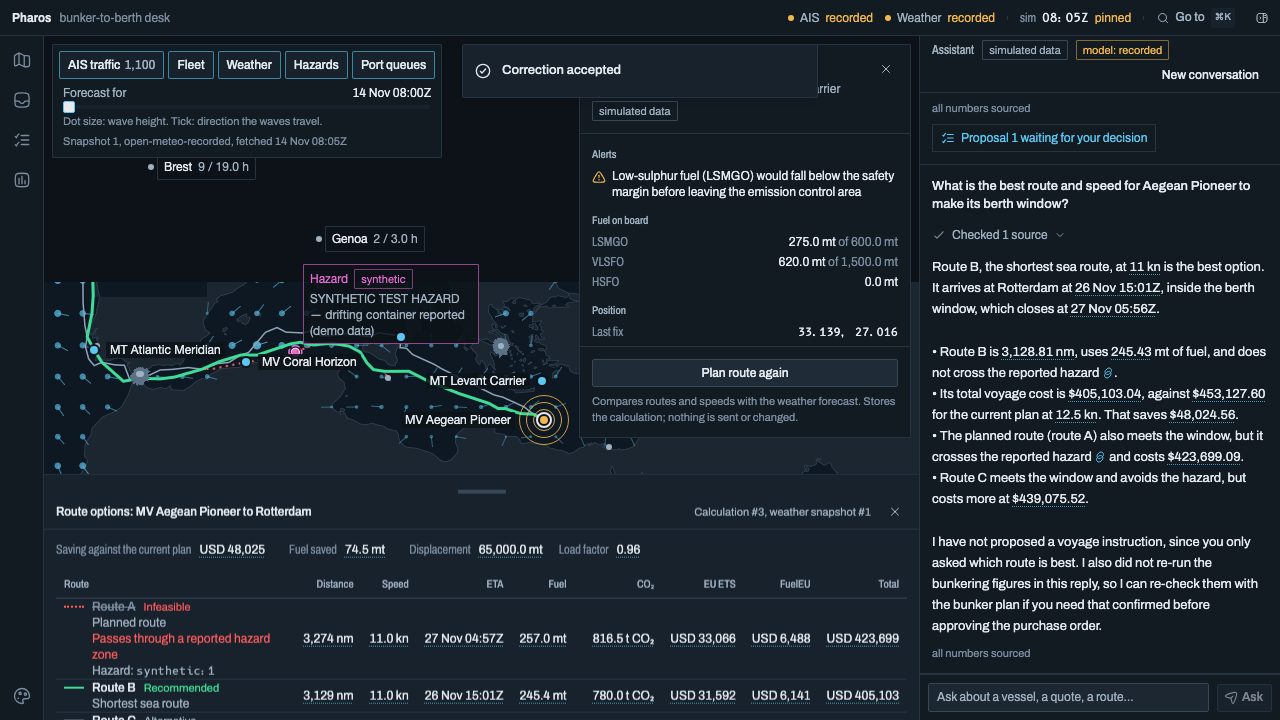 Pharos bunker-to-berth desk
AIS recorded Weather recorded sim 08:05Z pinned Go to ⌘K
AIS traffic 1,100 Fleet Weather Hazards Port queues
Forecast for 14 Nov 08:00Z
Dot size: wave height. Tick: direction the waves travel.
Snapshot 1, open-meteo-recorded, fetched 14 Nov 08:05Z
Correction accepted
arrier
simulated data
Alerts
Low-sulphur fuel (LSMGO) would fall below the safety
margin before leaving the emission control area
Fuel on board
LSMGO 275.0 mt of 600.0 mt
VLSFO 620.0 mt of 1,500.0 mt
HSFO 0.0 mt
Position
Last fix 33.139, 27.016
Plan route again
Compares routes and speeds with the weather forecast. Stores
the calculation; nothing is sent or changed.
Brest 9 / 19.0 h
Genoa 2 / 3.0 h
Hazard synthetic
SYNTHETIC TEST HAZARD
— drifting container reported
(demo data)
MT Atlantic Meridian
MV Coral Horizon
MT Levant Carrier
MV Aegean Pioneer
Route options: MV Aegean Pioneer to Rotterdam Calculation #3, weather snapshot #1
Saving against the current plan USD 48,025 Fuel saved 74.5 mt Displacement 65,000.0 mt Load factor 0.96
Route Distance Speed ETA Fuel CO₂ EU ETS FuelEU Total
Route A Infeasible
Planned route
Passes through a reported hazard
zone
Hazard: synthetic:1
3,274 nm 11.0 kn 27 Nov 04:57Z 257.0 mt 816.5 t CO₂ USD 33,066 USD 6,488 USD 423,699
Route B Recommended
Shortest sea route
3,129 nm 11.0 kn 26 Nov 15:01Z 245.4 mt 780.0 t CO₂ USD 31,592 USD 6,141 USD 405,103
Route C Alternative
Assistant simulated data model: recorded
New conversation
all numbers sourced
Proposal 1 waiting for your decision
What is the best route and speed for Aegean Pioneer to
make its berth window?
Checked 1 source
Route B, the shortest sea route, at 11 kn is the best option.
It arrives at Rotterdam at 26 Nov 15:01Z, inside the berth
window, which closes at 27 Nov 05:56Z.
• Route B is 3,128.81 nm, uses 245.43 mt of fuel, and does
not cross the reported hazard.
• Its total voyage cost is $405,103.04, against $453,127.60
for the current plan at 12.5 kn. That saves $48,024.56.
• The planned route (route A) also meets the window, but it
crosses the reported hazard and costs $423,699.09.
• Route C meets the window and avoids the hazard, but
costs more at $439,075.52.
I have not proposed a voyage instruction, since you only
asked which route is best. I also did not re-run the
bunkering figures in this reply, so I can re-check them with
the bunker plan if you need that confirmed before
approving the purchase order.
all numbers sourced
Ask about a vessel, a quote, a route... Ask